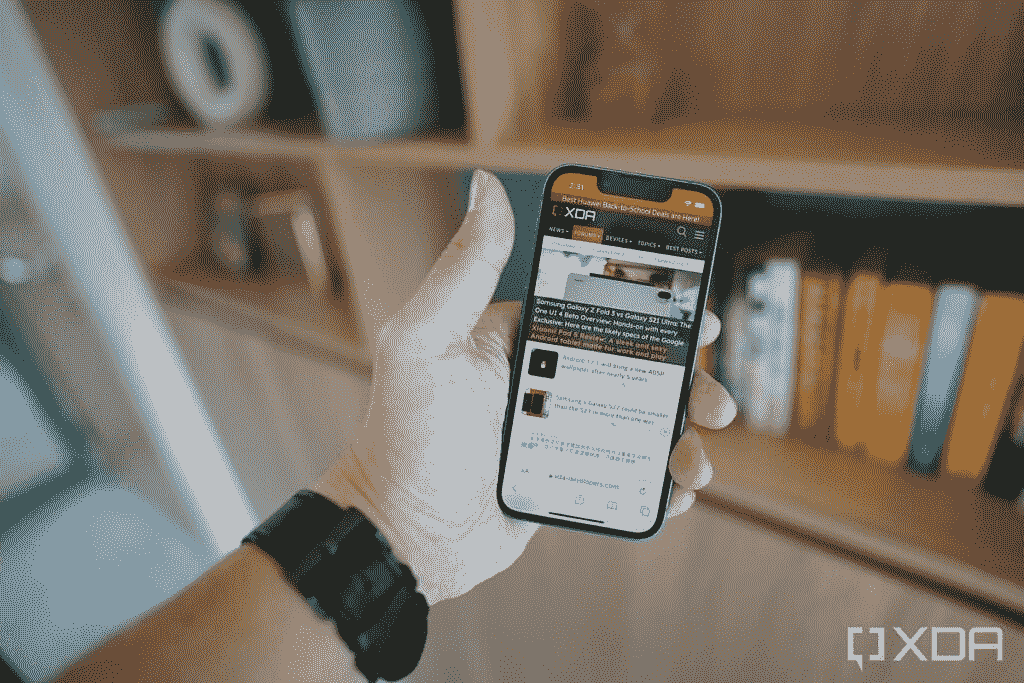 2:31
Best Huawei Back-to-School Deals are Here!
XDA
NEWS FORUMS DEVICES TOPICS BEST POSTS
Samsung Galaxy Z Fold 3 vs Galaxy S21 Ultra: The
One UI 4 Beta Overview: Hands-on with every
Exclusive: Here are the likely specs of the Google
Xiaomi Pad 5 Review: A sleek and sexy
Android tablet made for work and play
Android 12.1 will bring a new AOSP
wallpaper after nearly 5 years
Samsung's Galaxy S22 could be smaller
than the S21 in more than one way
AA
xda-developers.com
XDA